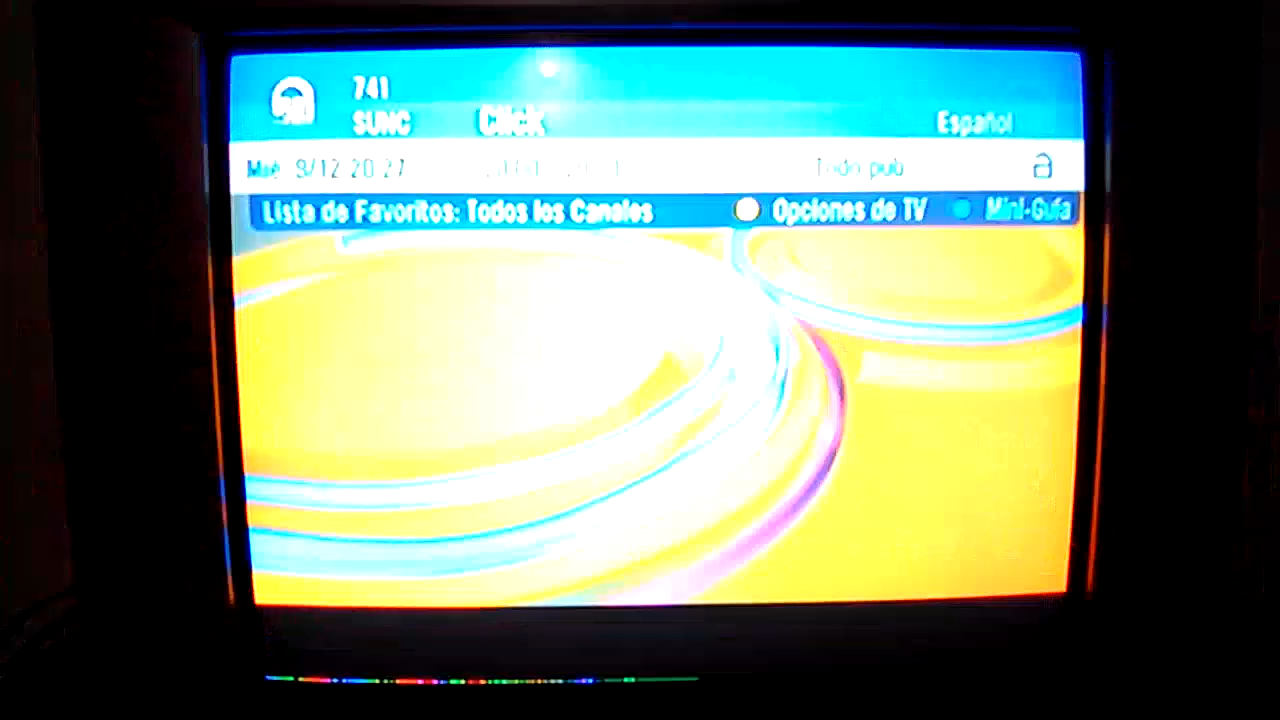 741
SUNC Click Español
Mié 9/12 20:27 Todo pub
Lista de Favoritos: Todos los Canales Opciones de TV Mini-Guía